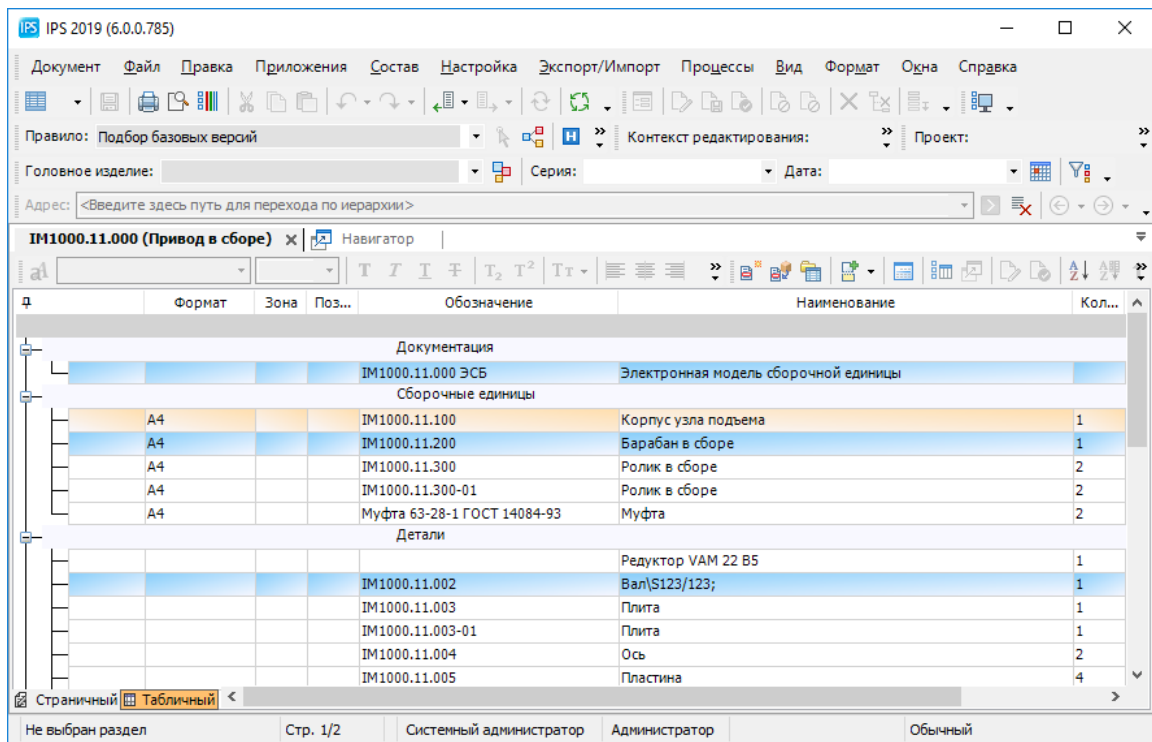 IPS IPS 2019 (6.0.0.785)
Документ Файл Правка Приложения Состав Настройка Экспорт/Импорт Процессы Вид Формат Окна Справка
Правило: Подбор базовых версий H Контекст редактирования: Проект:
Головное изделие: Серия: Дата:
Адрес: <Введите здесь путь для перехода по иерархии>
IM1000.11.000 (Привод в сборе) Навигатор
Формат Зона Поз... Обозначение Наименование Кол...
Документация
IM1000.11.000 ЭСБ Электронная модель сборочной единицы
Сборочные единицы
А4 IM1000.11.100 Корпус узла подъема 1
А4 IM1000.11.200 Барабан в сборе 1
А4 IM1000.11.300 Ролик в сборе 2
А4 IM1000.11.300-01 Ролик в сборе 2
А4 Муфта 63-28-1 ГОСТ 14084-93 Муфта 2
Детали
Редуктор VAM 22 B5 1
IM1000.11.002 Вал\S123/123; 1
IM1000.11.003 Плита 1
IM1000.11.003-01 Плита 1
IM1000.11.004 Ось 2
IM1000.11.005 Пластина 4
Страничный Табличный
Не выбран раздел Стр. 1/2 Системный администратор Администратор Обычный